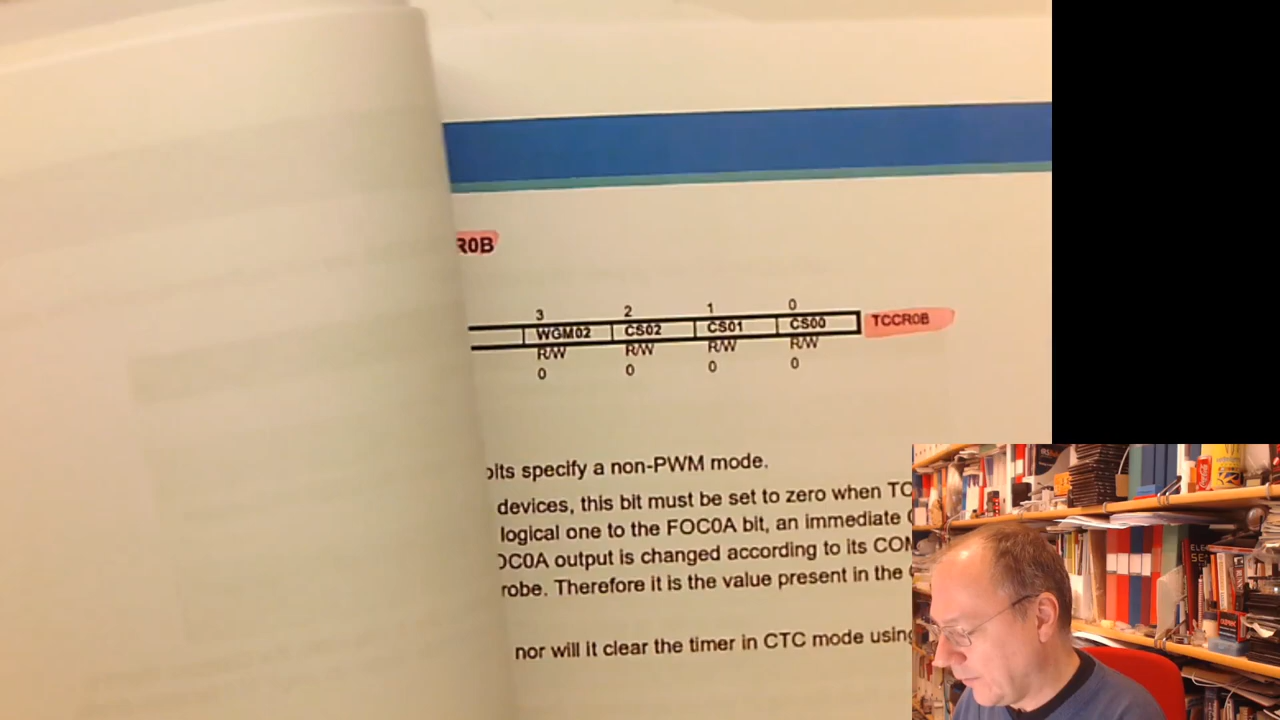 R0B
3 2 1 0
WGM02 CS02 CS01 CS00 TCCR0B
R/W R/W R/W R/W
0 0 0 0
bits specify a non-PWM mode.
devices, this bit must be set to zero when TC
logical one to the FOC0A bit, an immediate
OC0A output is changed according to its COM
robe. Therefore it is the value present in the
nor will it clear the timer in CTC mode using